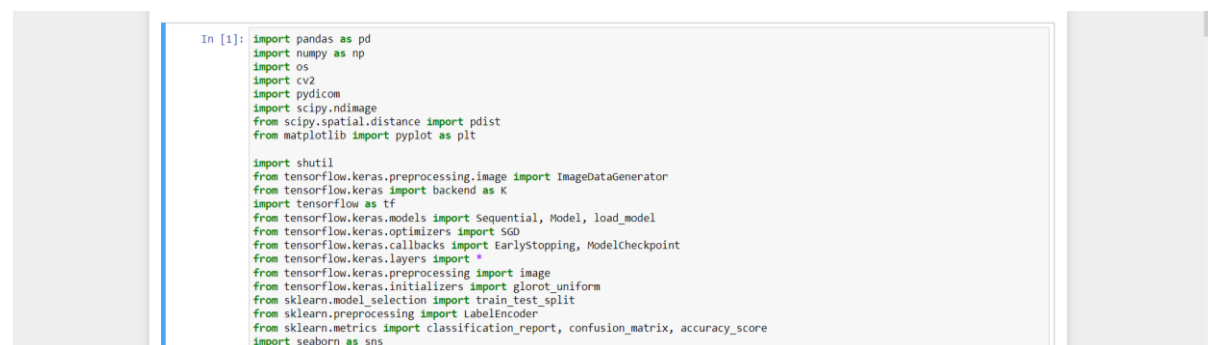 In [1]: import pandas as pd
import numpy as np
import os
import cv2
import pydicom
import scipy.ndimage
from scipy.spatial.distance import pdist
from matplotlib import pyplot as plt
import shutil
from tensorflow.keras.preprocessing.image import ImageDataGenerator
from tensorflow.keras import backend as K
import tensorflow as tf
from tensorflow.keras.models import Sequential, Model, load_model
from tensorflow.keras.optimizers import SGD
from tensorflow.keras.callbacks import EarlyStopping, ModelCheckpoint
from tensorflow.keras.layers import *
from tensorflow.keras.preprocessing import image
from tensorflow.keras.initializers import glorot_uniform
from sklearn.model_selection import train_test_split
from sklearn.preprocessing import LabelEncoder
from sklearn.metrics import classification_report, confusion_matrix, accuracy_score
import seaborn as sns